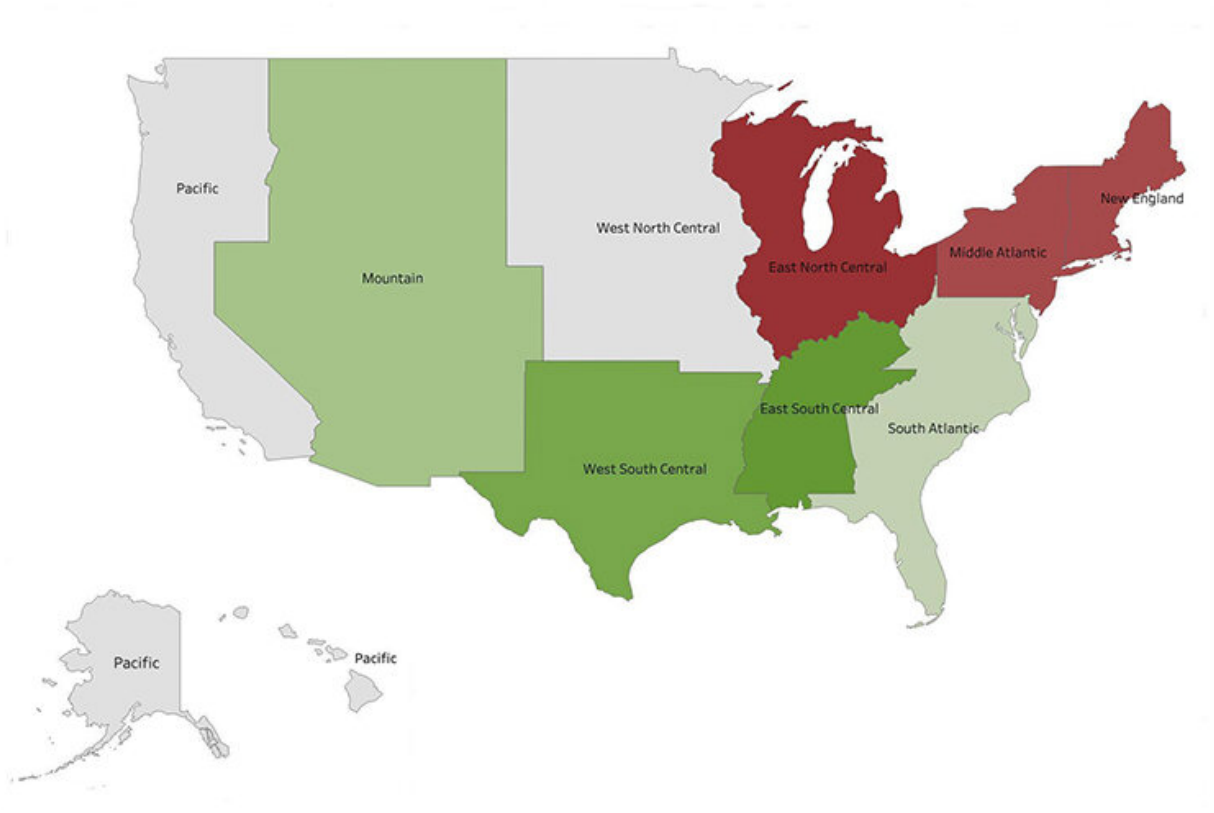 Pacific
New England
West North Central
Middle Atlantic
East North Central
Mountain
East South Central
South Atlantic
West South Central
Pacific
Pacific